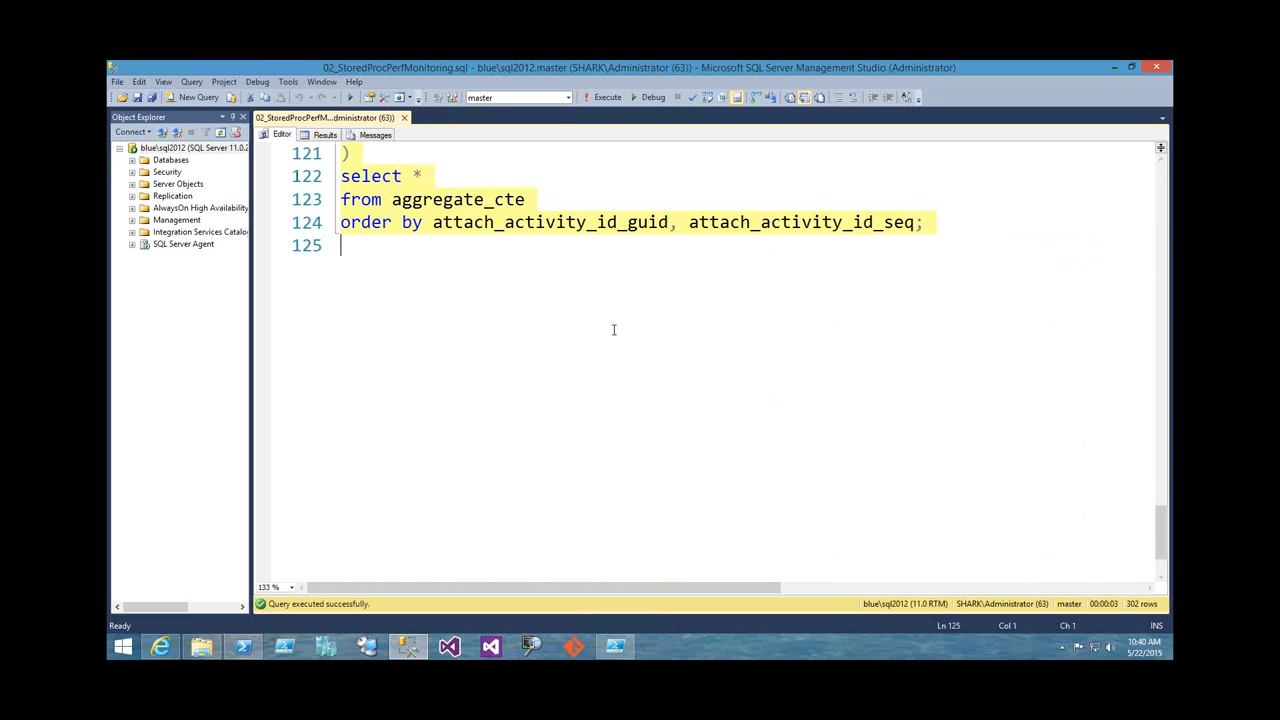 02_StoredProcPerfMonitoring.sql - blue\sql2012.master (SHARK\Administrator (63)) - Microsoft SQL Server Management Studio (Administrator)
File Edit View Query Project Debug Tools Window Help
New Query master Execute Debug
Object Explorer
02_StoredProcPerfM...dministrator (63))
Connect
Editor Results Messages
blue\sql2012 (SQL Server 11.0.2
Databases
Security
Server Objects
Replication
AlwaysOn High Availability
Management
Integration Services Catalo
SQL Server Agent
121 )
122 select *
123 from aggregate_cte
124 order by attach_activity_id_guid, attach_activity_id_seq;
125
133 %
Query executed successfully. blue\sql2012 (11.0 RTM) SHARK\Administrator (63) master 00:00:03 302 rows
Ready Ln 125 Col 1 Ch 1 INS
10:40 AM
5/22/2015